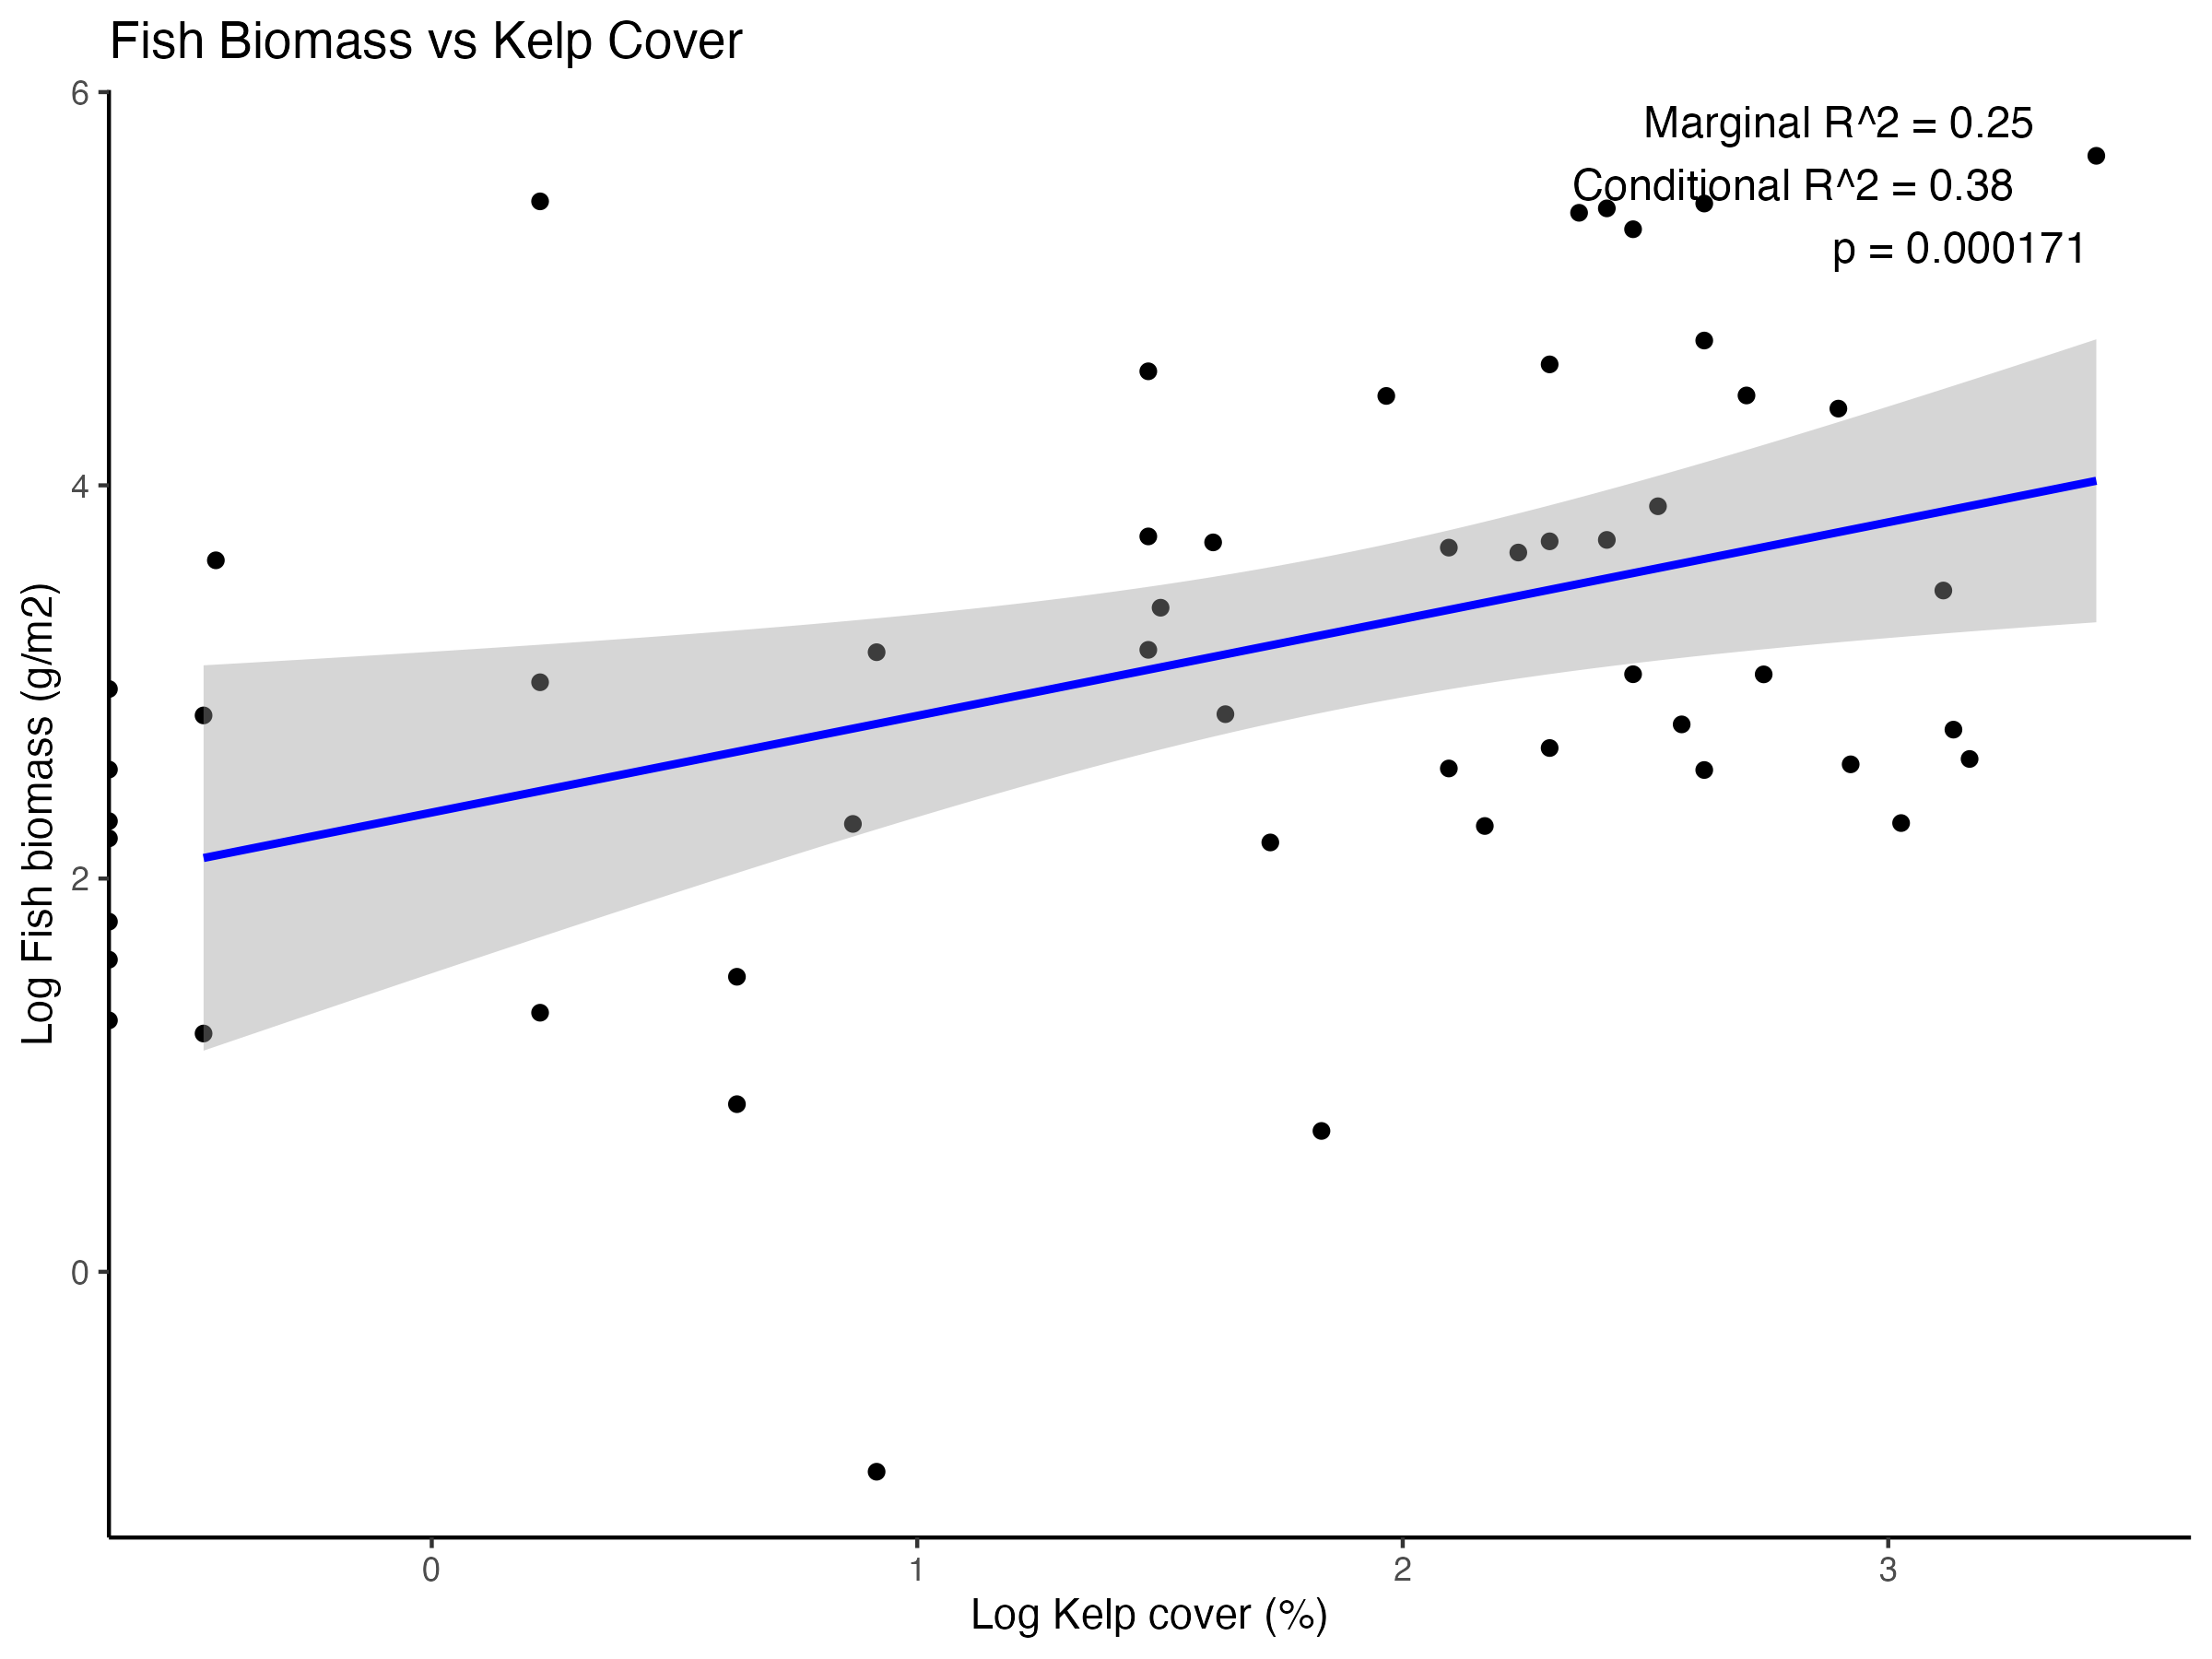 Fish Biomass vs Kelp Cover
Marginal R^2 = 0.25
Conditional R^2 = 0.38
p = 0.000171
Log Fish biomass (g/m2)
6
4
2
0
0
1
2
3
Log Kelp cover (%)